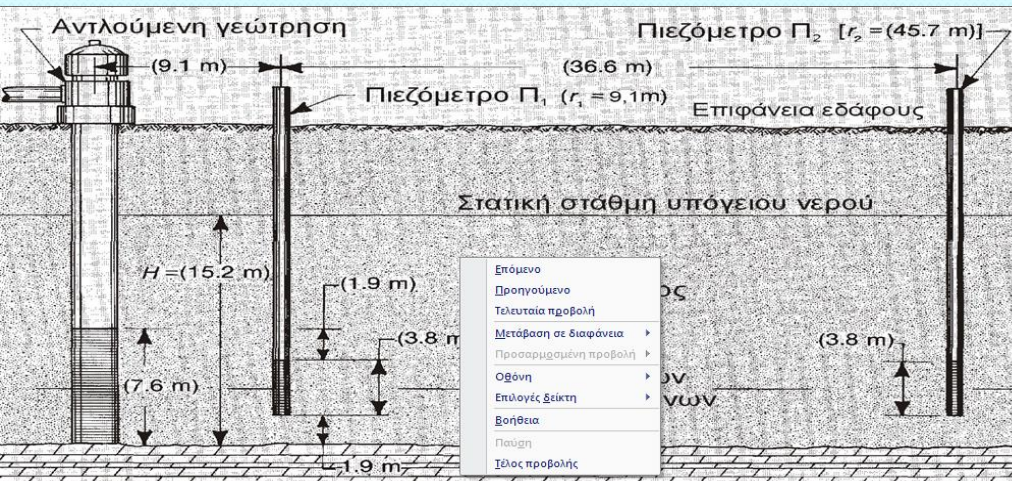 Αντλούμενη γεώτρηση
Πιεζόμετρο Π₂ [r₂ =(45.7 m)]
(9.1 m)
(36.6 m)
Πιεζόμετρο Π₁ (r₁ = 9,1m)
Επιφάνεια εδάφους
Στατική στάθμη υπόγειου νερού
H =(15.2 m)
(1.9 m)
(3.8 m
(3.8 m)
(7.6 m)
1.9 m
Επόμενο
Προηγούμενο
Τελευταία προβολή
Μετάβαση σε διαφάνεια
Προσαρμοσμένη προβολή
Οθόνη
Επιλογές δείκτη
Βοήθεια
Παύση
Τέλος προβολής